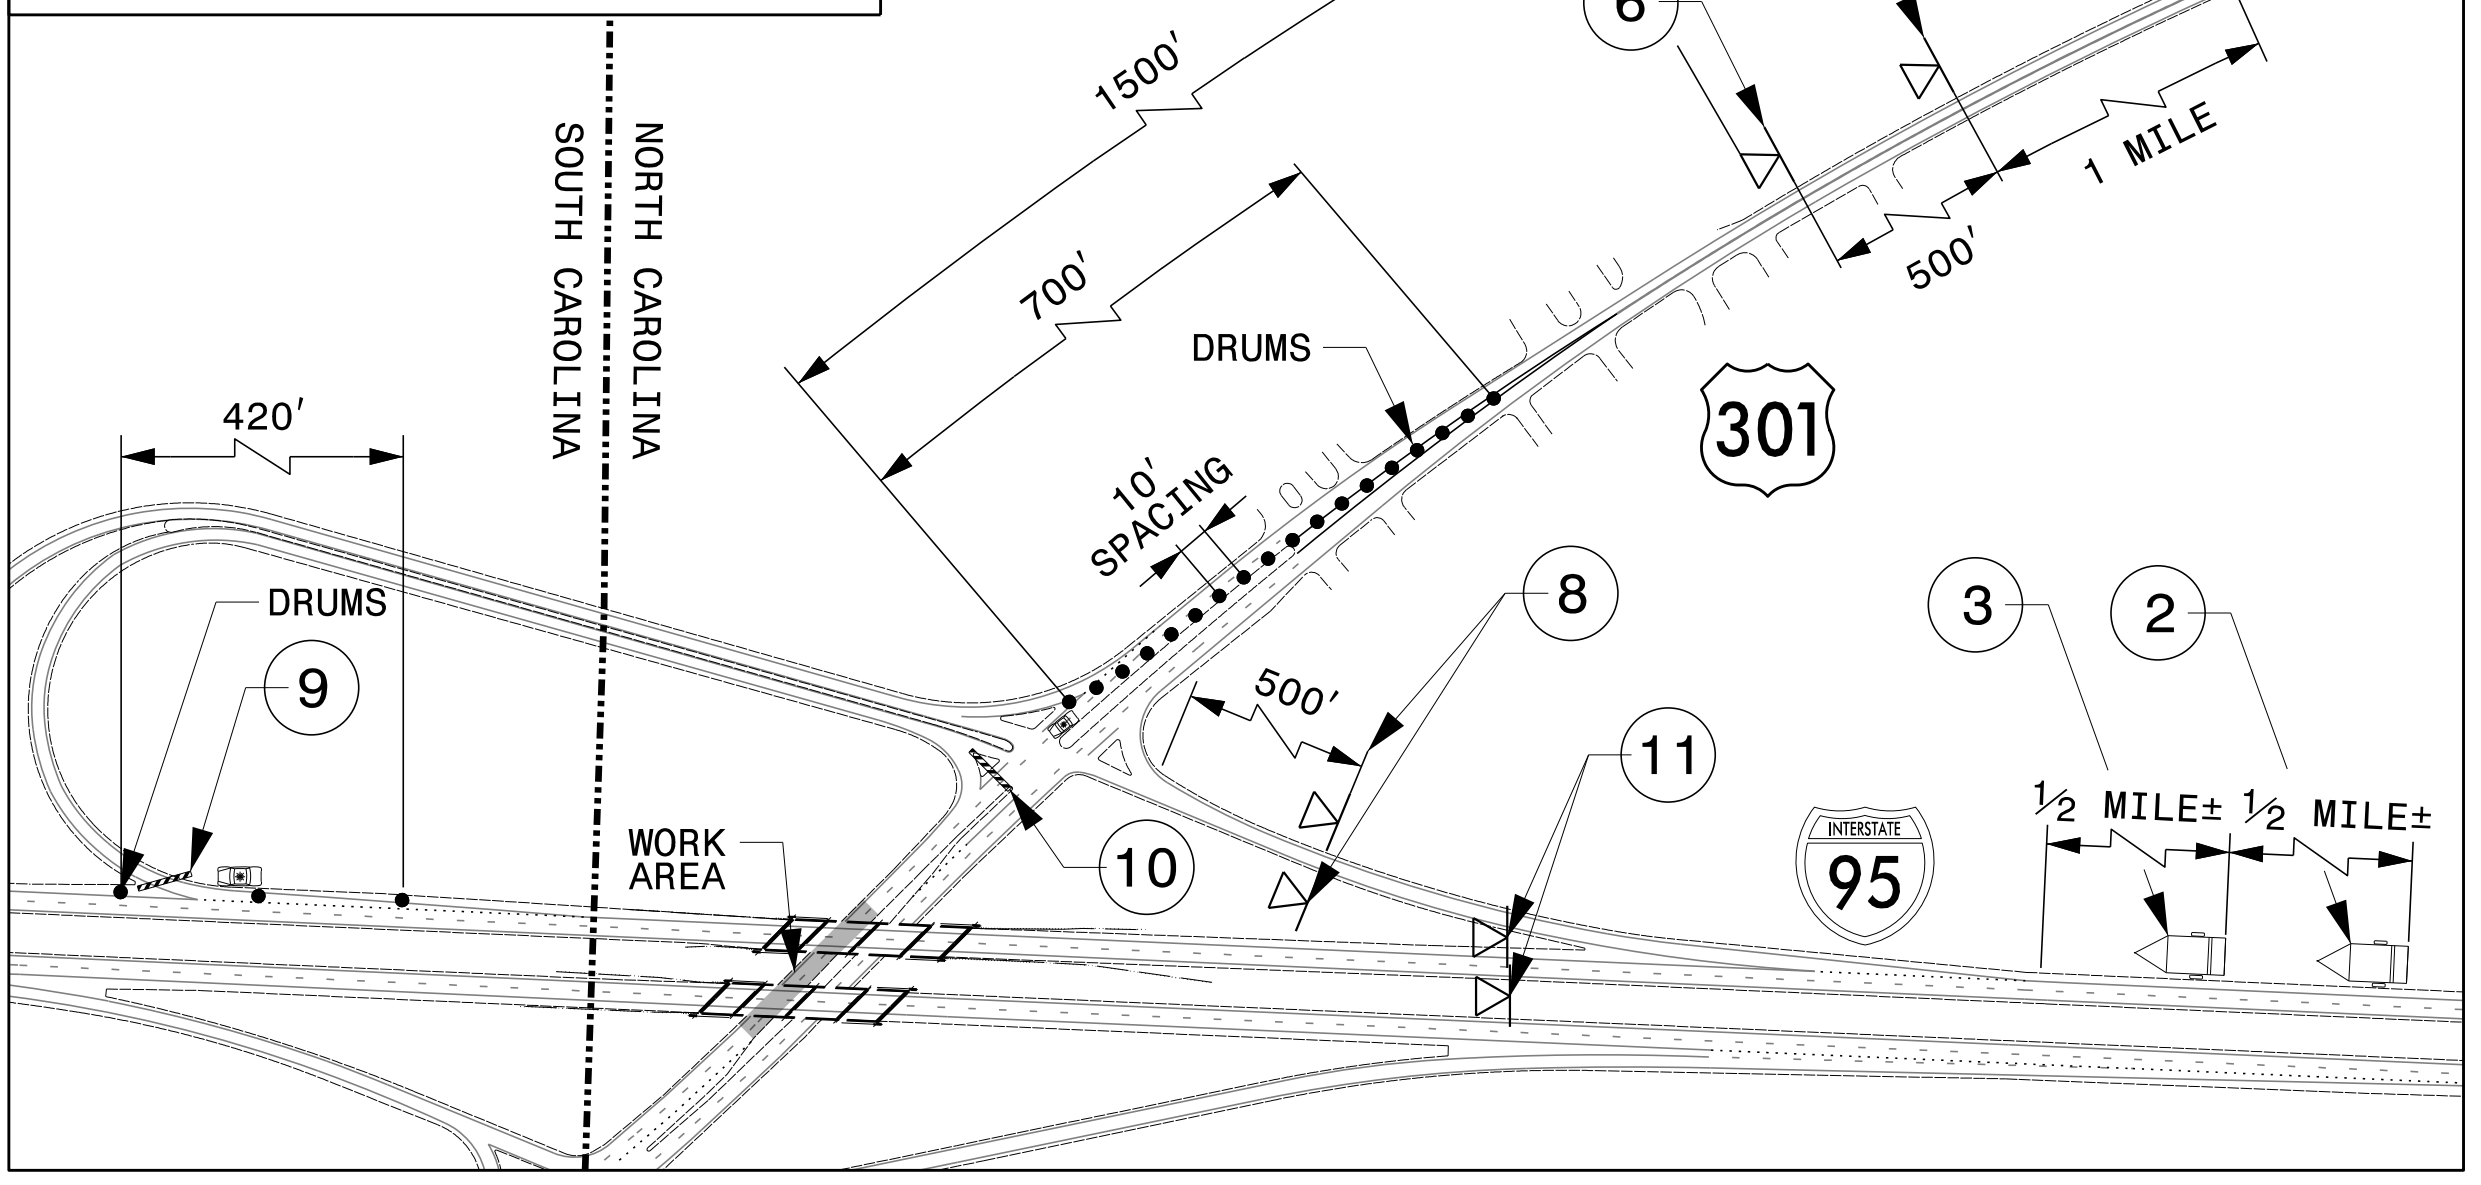 6
1500′
1 MILE
NORTH CAROLINA
SOUTH CAROLINA
500′
700′
DRUMS
301
420′
10′
SPACING
8
3
2
DRUMS
9
500′
11
1/2 MILE±
1/2 MILE±
INTERSTATE
95
WORK
AREA
10